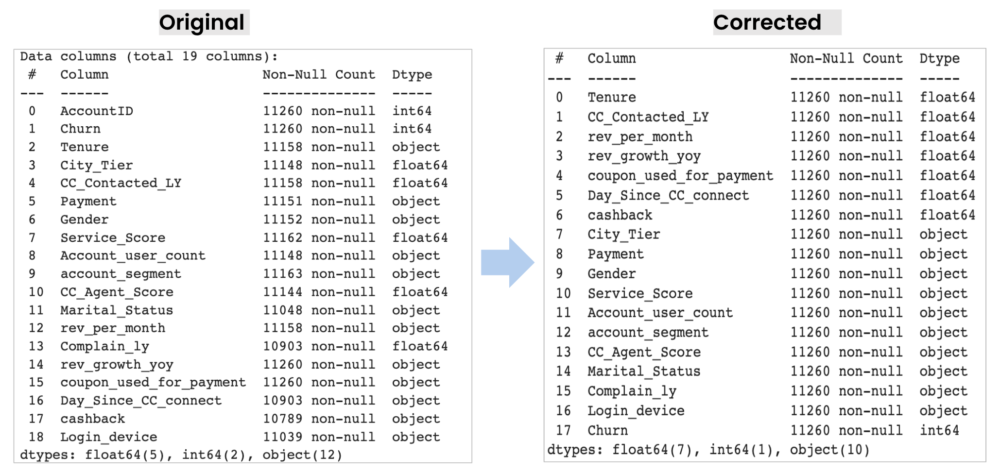 Original
Data columns (total 19 columns):
#   Column   Non-Null Count   Dtype
---   ------   --------------   -----
0   AccountID   11260 non-null   int64
1   Churn   11260 non-null   int64
2   Tenure   11158 non-null   object
3   City_Tier   11148 non-null   float64
4   CC_Contacted_LY   11158 non-null   float64
5   Payment   11151 non-null   object
6   Gender   11152 non-null   object
7   Service_Score   11162 non-null   float64
8   Account_user_count   11148 non-null   object
9   account_segment   11163 non-null   object
10   CC_Agent_Score   11144 non-null   float64
11   Marital_Status   11048 non-null   object
12   rev_per_month   11158 non-null   object
13   Complain_ly   10903 non-null   float64
14   rev_growth_yoy   11260 non-null   object
15   coupon_used_for_payment   11260 non-null   object
16   Day_Since_CC_connect   10903 non-null   object
17   cashback   10789 non-null   object
18   Login_device   11039 non-null   object
dtypes: float64(5), int64(2), object(12)
Corrected
#   Column   Non-Null Count   Dtype
---   ------   --------------   -----
0   Tenure   11260 non-null   float64
1   CC_Contacted_LY   11260 non-null   float64
2   rev_per_month   11260 non-null   float64
3   rev_growth_yoy   11260 non-null   float64
4   coupon_used_for_payment   11260 non-null   float64
5   Day_Since_CC_connect   11260 non-null   float64
6   cashback   11260 non-null   float64
7   City_Tier   11260 non-null   object
8   Payment   11260 non-null   object
9   Gender   11260 non-null   object
10   Service_Score   11260 non-null   object
11   Account_user_count   11260 non-null   object
12   account_segment   11260 non-null   object
13   CC_Agent_Score   11260 non-null   object
14   Marital_Status   11260 non-null   object
15   Complain_ly   11260 non-null   object
16   Login_device   11260 non-null   object
17   Churn   11260 non-null   int64
dtypes: float64(7), int64(1), object(10)